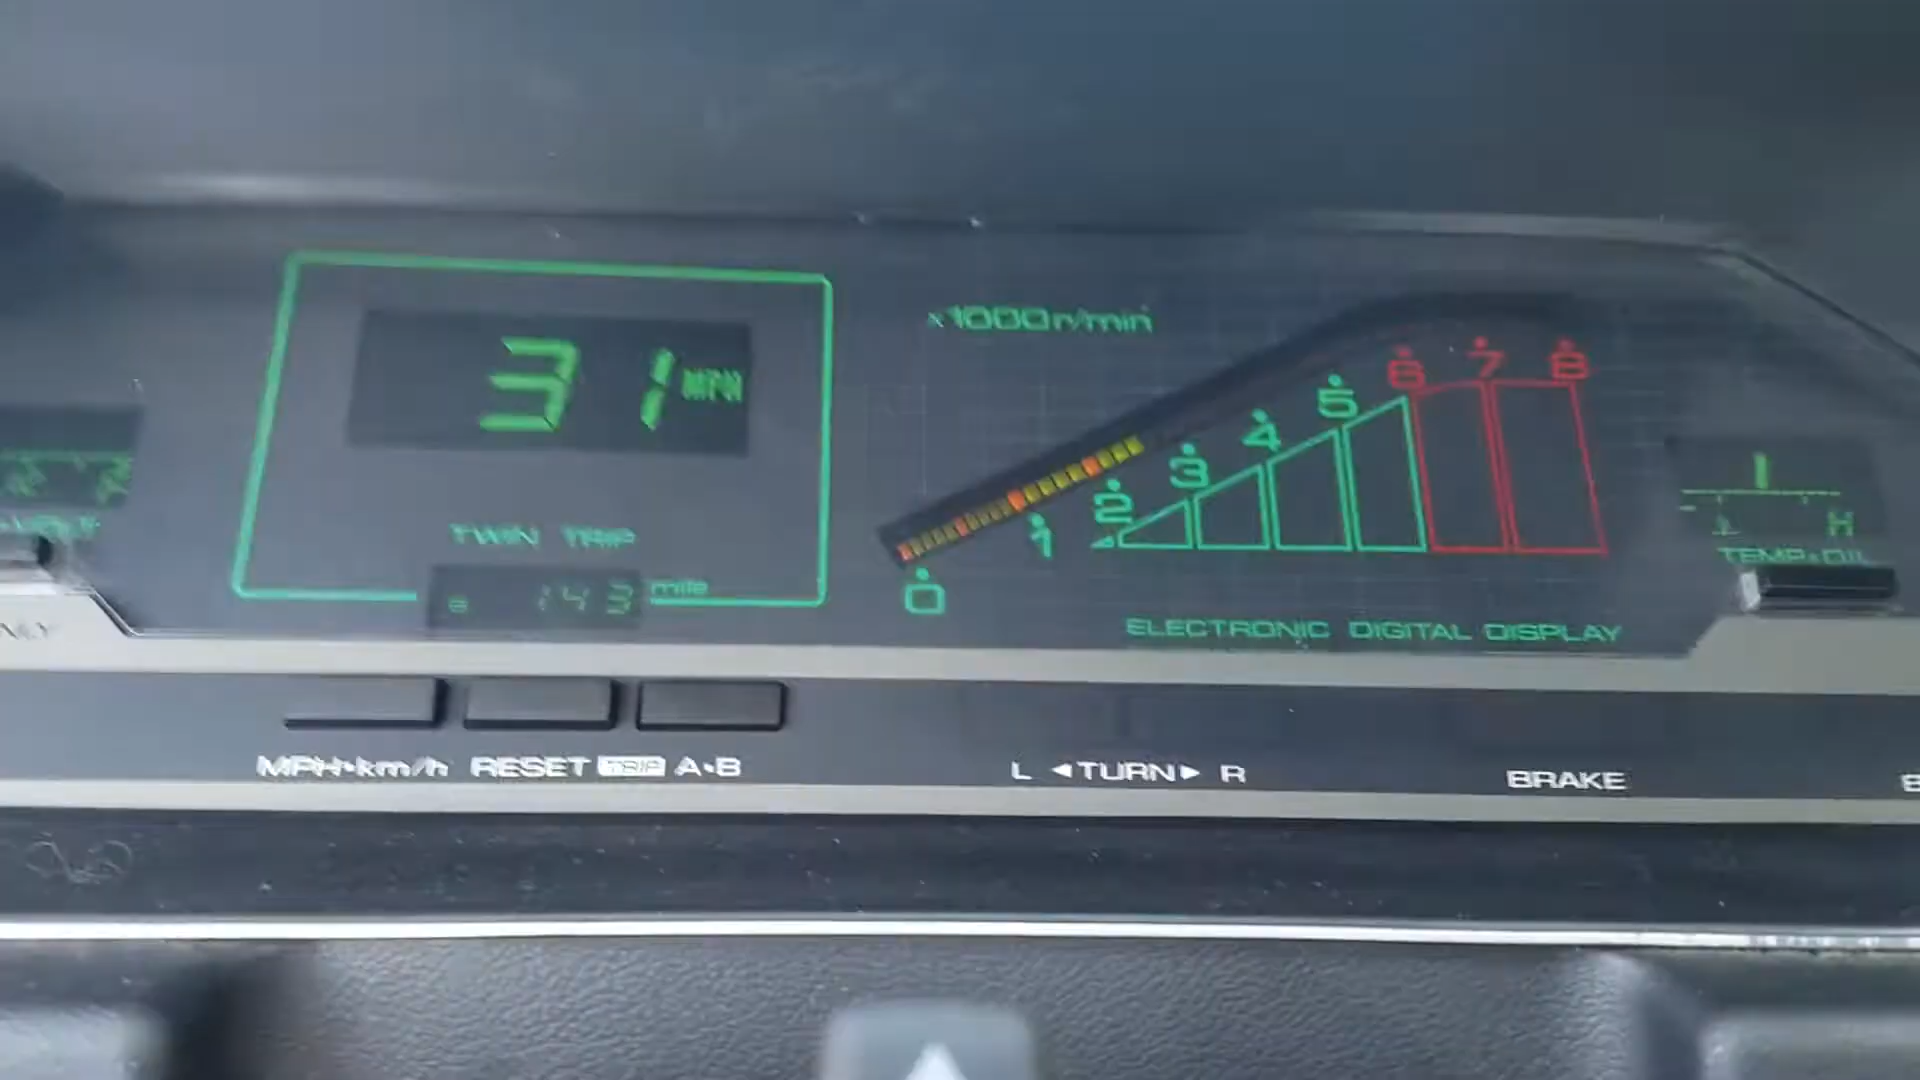 31 MPH
x1000r/min
0 1 2 3 4 5 6 7 8
TWIN TRIP
143 mile
H
TEMP•OIL
ELECTRONIC DIGITAL DISPLAY
MPH•km/h RESET TRIP A•B
L ◄TURN► R
BRAKE